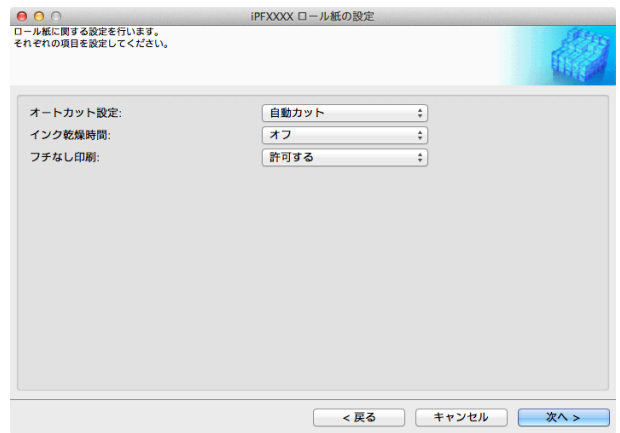 iPFXXXX ロール紙の設定
ロール紙に関する設定を行います。
それぞれの項目を設定してください。
オートカット設定: 自動カット
インク乾燥時間: オフ
フチなし印刷: 許可する
< 戻る キャンセル 次へ >